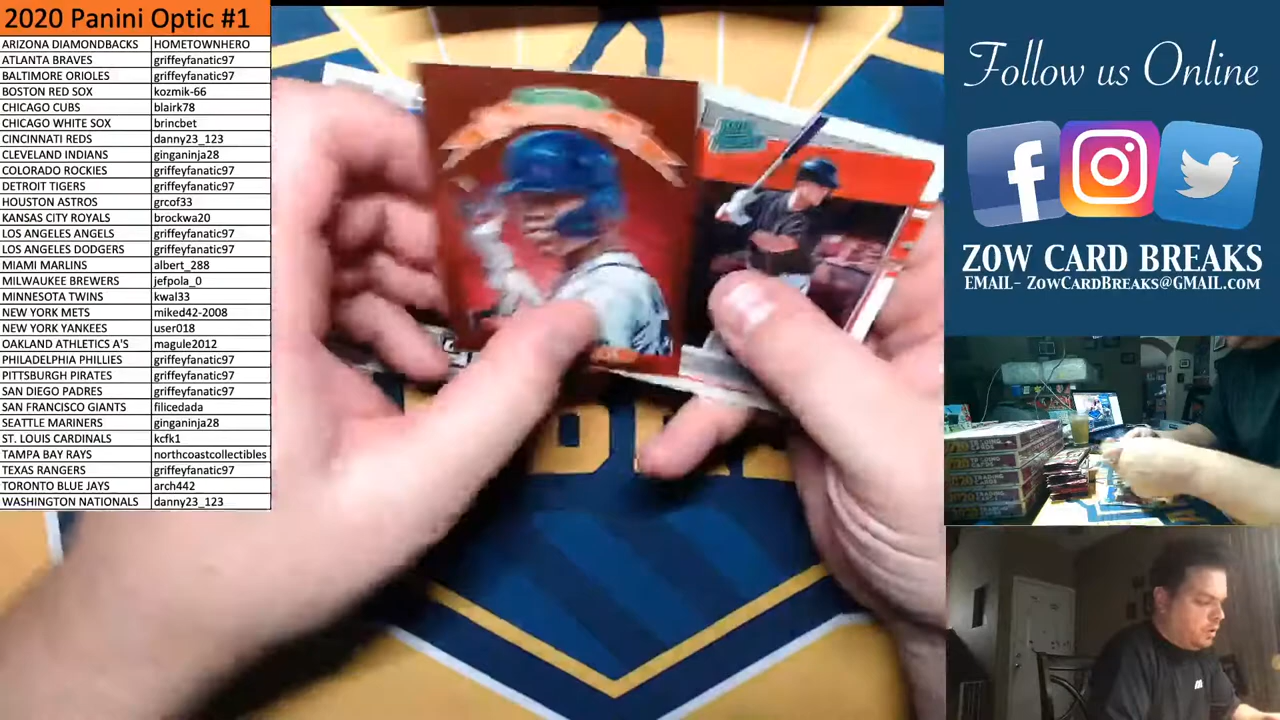 2020 Panini Optic #1
ARIZONA DIAMONDBACKS HOMETOWNHERO
ATLANTA BRAVES griffeyfanatic97
BALTIMORE ORIOLES griffeyfanatic97
BOSTON RED SOX kozmik-66
CHICAGO CUBS blairk78
CHICAGO WHITE SOX brincbet
CINCINNATI REDS danny23_123
CLEVELAND INDIANS ginganinja28
COLORADO ROCKIES griffeyfanatic97
DETROIT TIGERS griffeyfanatic97
HOUSTON ASTROS grcof33
KANSAS CITY ROYALS brockwa20
LOS ANGELES ANGELS griffeyfanatic97
LOS ANGELES DODGERS griffeyfanatic97
MIAMI MARLINS albert_288
MILWAUKEE BREWERS jefpola_0
MINNESOTA TWINS kwal33
NEW YORK METS miked42-2008
NEW YORK YANKEES user018
OAKLAND ATHLETICS A'S magule2012
PHILADELPHIA PHILLIES griffeyfanatic97
PITTSBURGH PIRATES griffeyfanatic97
SAN DIEGO PADRES griffeyfanatic97
SAN FRANCISCO GIANTS filicedada
SEATTLE MARINERS ginganinja28
ST. LOUIS CARDINALS kcfk1
TAMPA BAY RAYS northcoastcollectibles
TEXAS RANGERS griffeyfanatic97
TORONTO BLUE JAYS arch442
WASHINGTON NATIONALS danny23_123
Follow us Online
ZOW CARD BREAKS
EMAIL- ZOWCARDBREAKS@GMAIL.COM